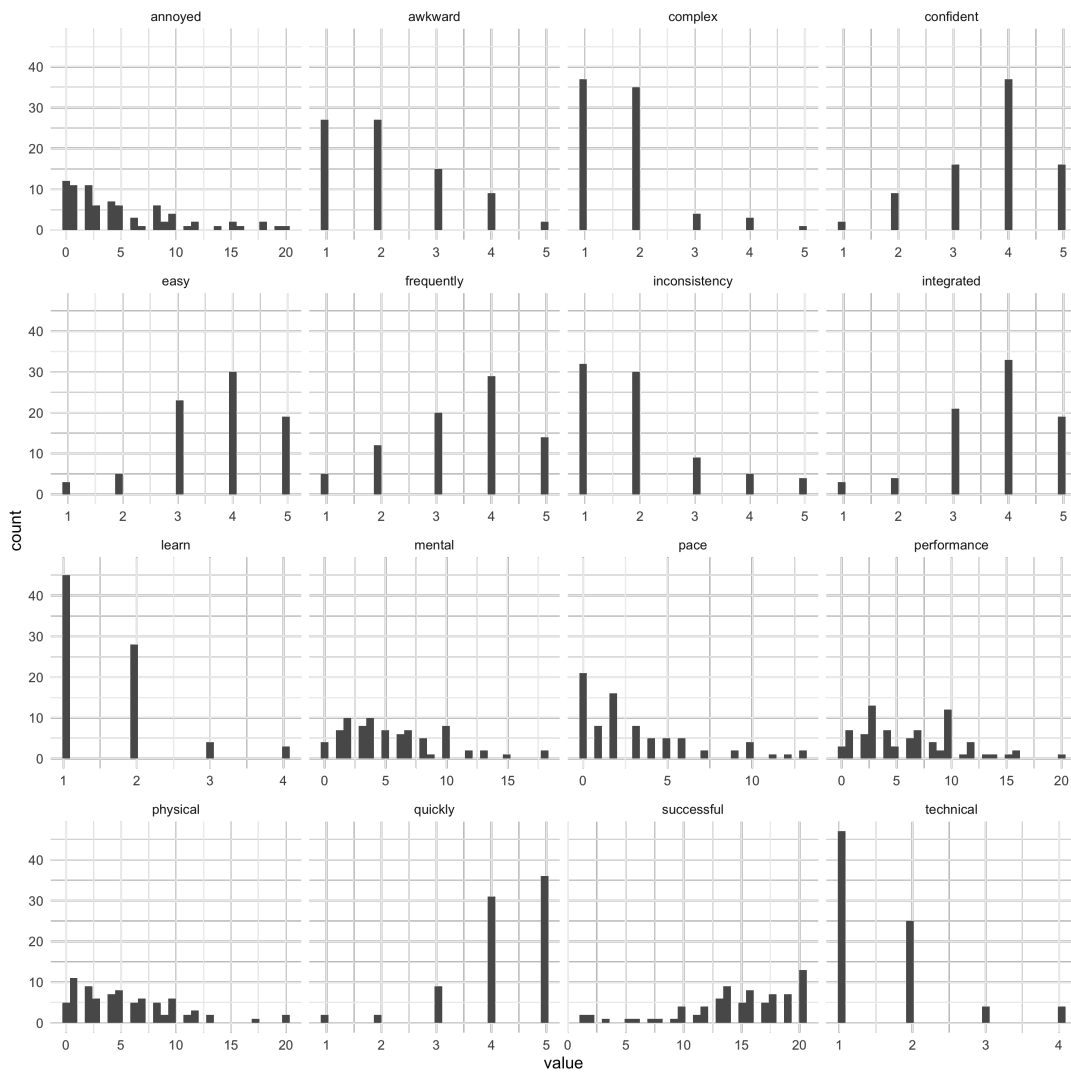 annoyed awkward complex confident
40
30
20
10
0
0 5 10 15 20 1 2 3 4 5 1 2 3 4 5 1 2 3 4 5
easy frequently inconsistency integrated
40
30
20
10
0
1 2 3 4 5 1 2 3 4 5 1 2 3 4 5 1 2 3 4 5
count
learn mental pace performance
40
30
20
10
0
1 2 3 4 0 5 10 15 0 5 10 0 5 10 15 20
physical quickly successful technical
40
30
20
10
0
0 5 10 15 20 1 2 3 4 5 0 5 10 15 20 1 2 3 4
value